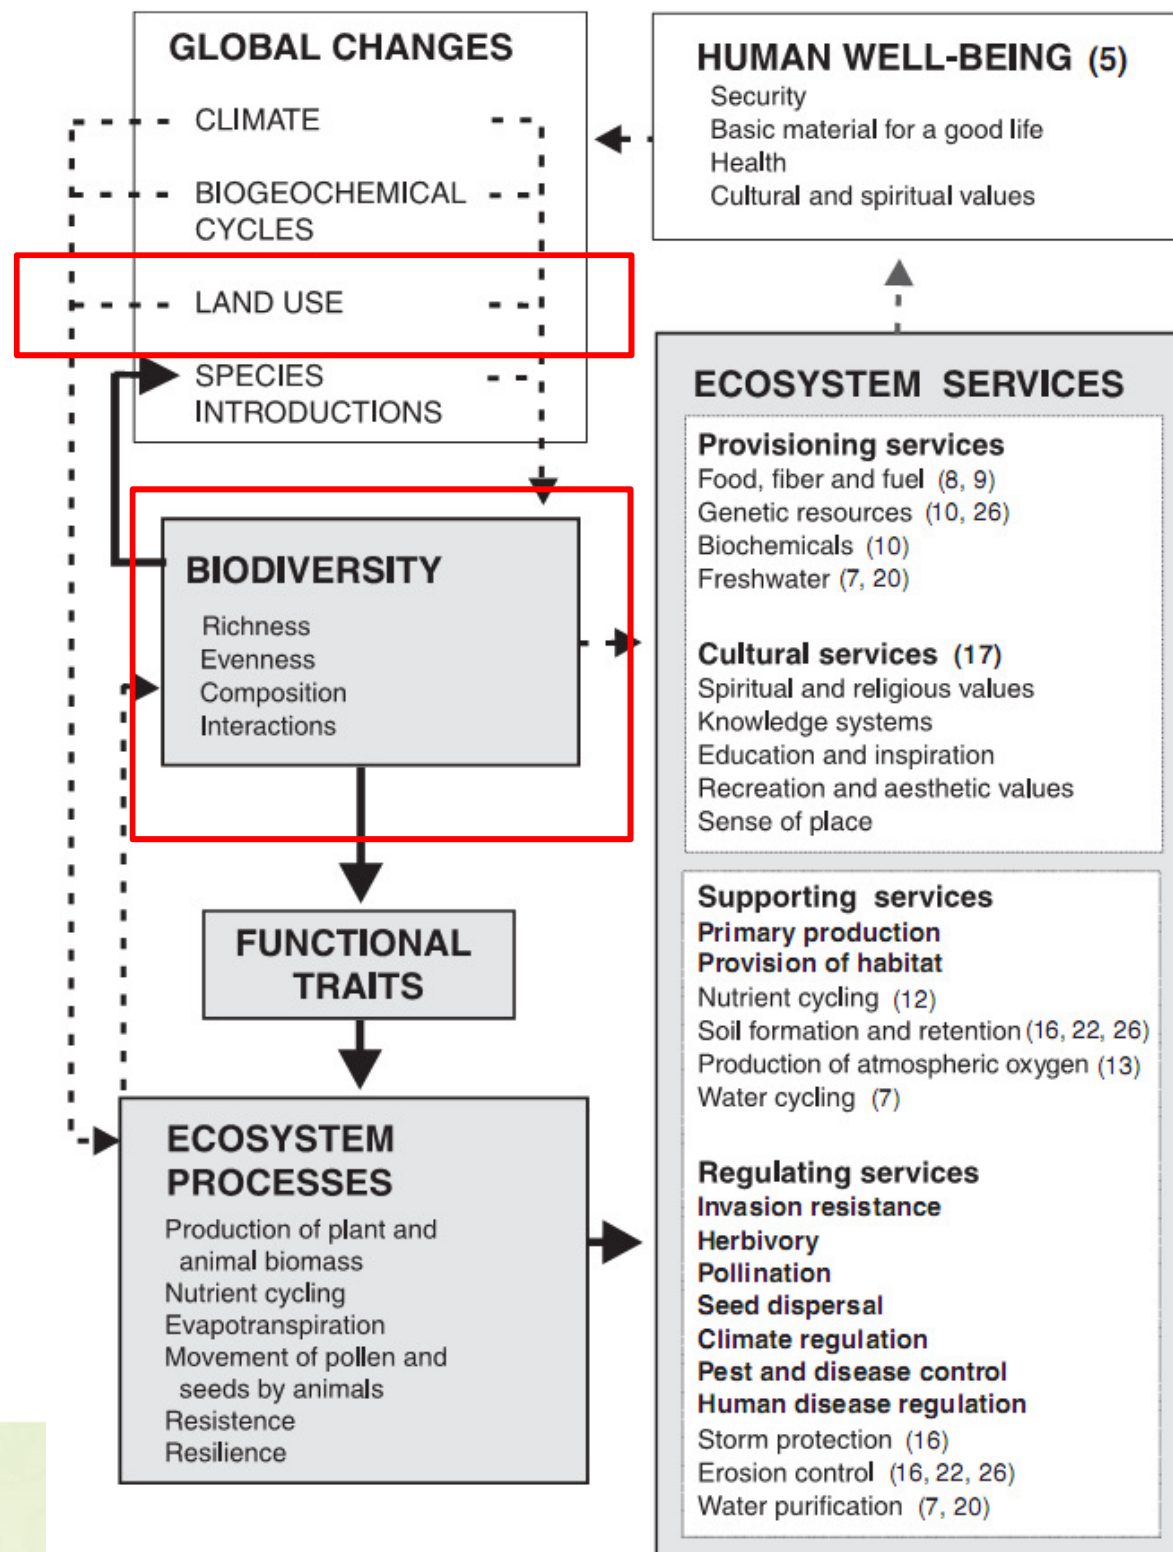 GLOBAL CHANGES
CLIMATE
BIOGEOCHEMICAL
CYCLES
LAND USE
SPECIES
INTRODUCTIONS
HUMAN WELL-BEING (5)
Security
Basic material for a good life
Health
Cultural and spiritual values
BIODIVERSITY
Richness
Evenness
Composition
Interactions
FUNCTIONAL
TRAITS
ECOSYSTEM
PROCESSES
Production of plant and
animal biomass
Nutrient cycling
Evapotranspiration
Movement of pollen and
seeds by animals
Resistence
Resilience
ECOSYSTEM SERVICES
Provisioning services
Food, fiber and fuel (8, 9)
Genetic resources (10, 26)
Biochemicals (10)
Freshwater (7, 20)
Cultural services (17)
Spiritual and religious values
Knowledge systems
Education and inspiration
Recreation and aesthetic values
Sense of place
Supporting services
Primary production
Provision of habitat
Nutrient cycling (12)
Soil formation and retention (16, 22, 26)
Production of atmospheric oxygen (13)
Water cycling (7)
Regulating services
Invasion resistance
Herbivory
Pollination
Seed dispersal
Climate regulation
Pest and disease control
Human disease regulation
Storm protection (16)
Erosion control (16, 22, 26)
Water purification (7, 20)